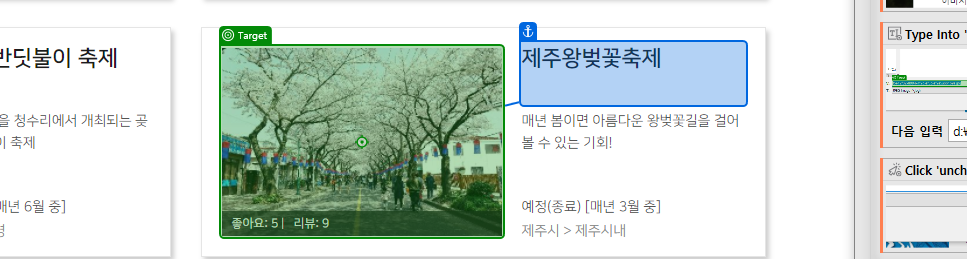 반딧불이 축제
을 청수리에서 개최되는 곶
이 축제
매년 6월 중]
Target
좋아요: 5 | 리뷰: 9
제주왕벚꽃축제
매년 봄이면 아름다운 왕벚꽃길을 걸어
볼 수 있는 기회!
예정(종료) [매년 3월 중]
제주시 > 제주시내
Type Into '
다음 입력
d:\
Click 'unch